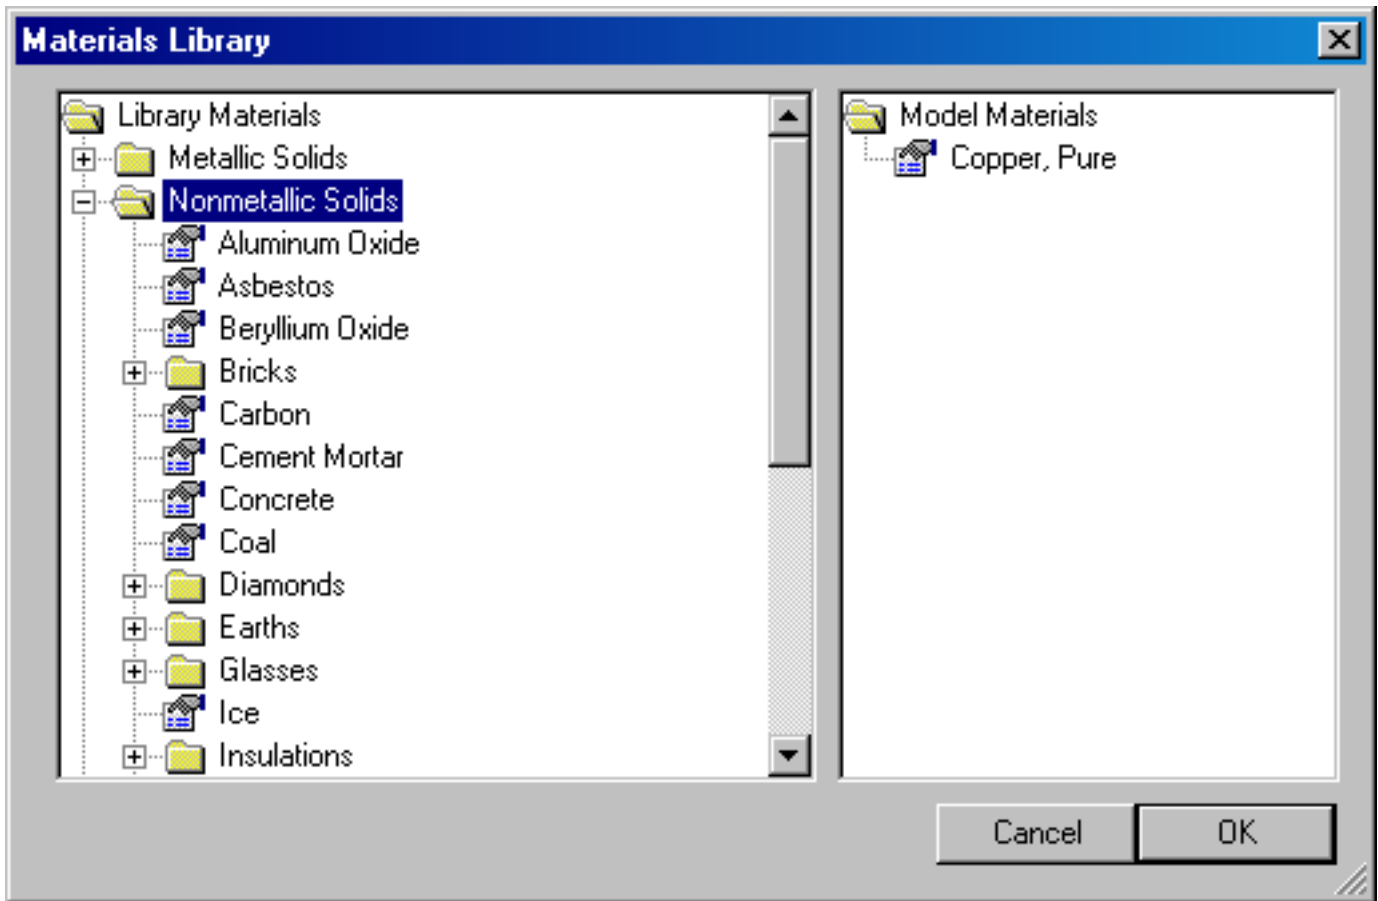 Materials Library
Library Materials
Metallic Solids
Nonmetallic Solids
Aluminum Oxide
Asbestos
Beryllium Oxide
Bricks
Carbon
Cement Mortar
Concrete
Coal
Diamonds
Earths
Glasses
Ice
Insulations
Model Materials
Copper, Pure
Cancel
OK